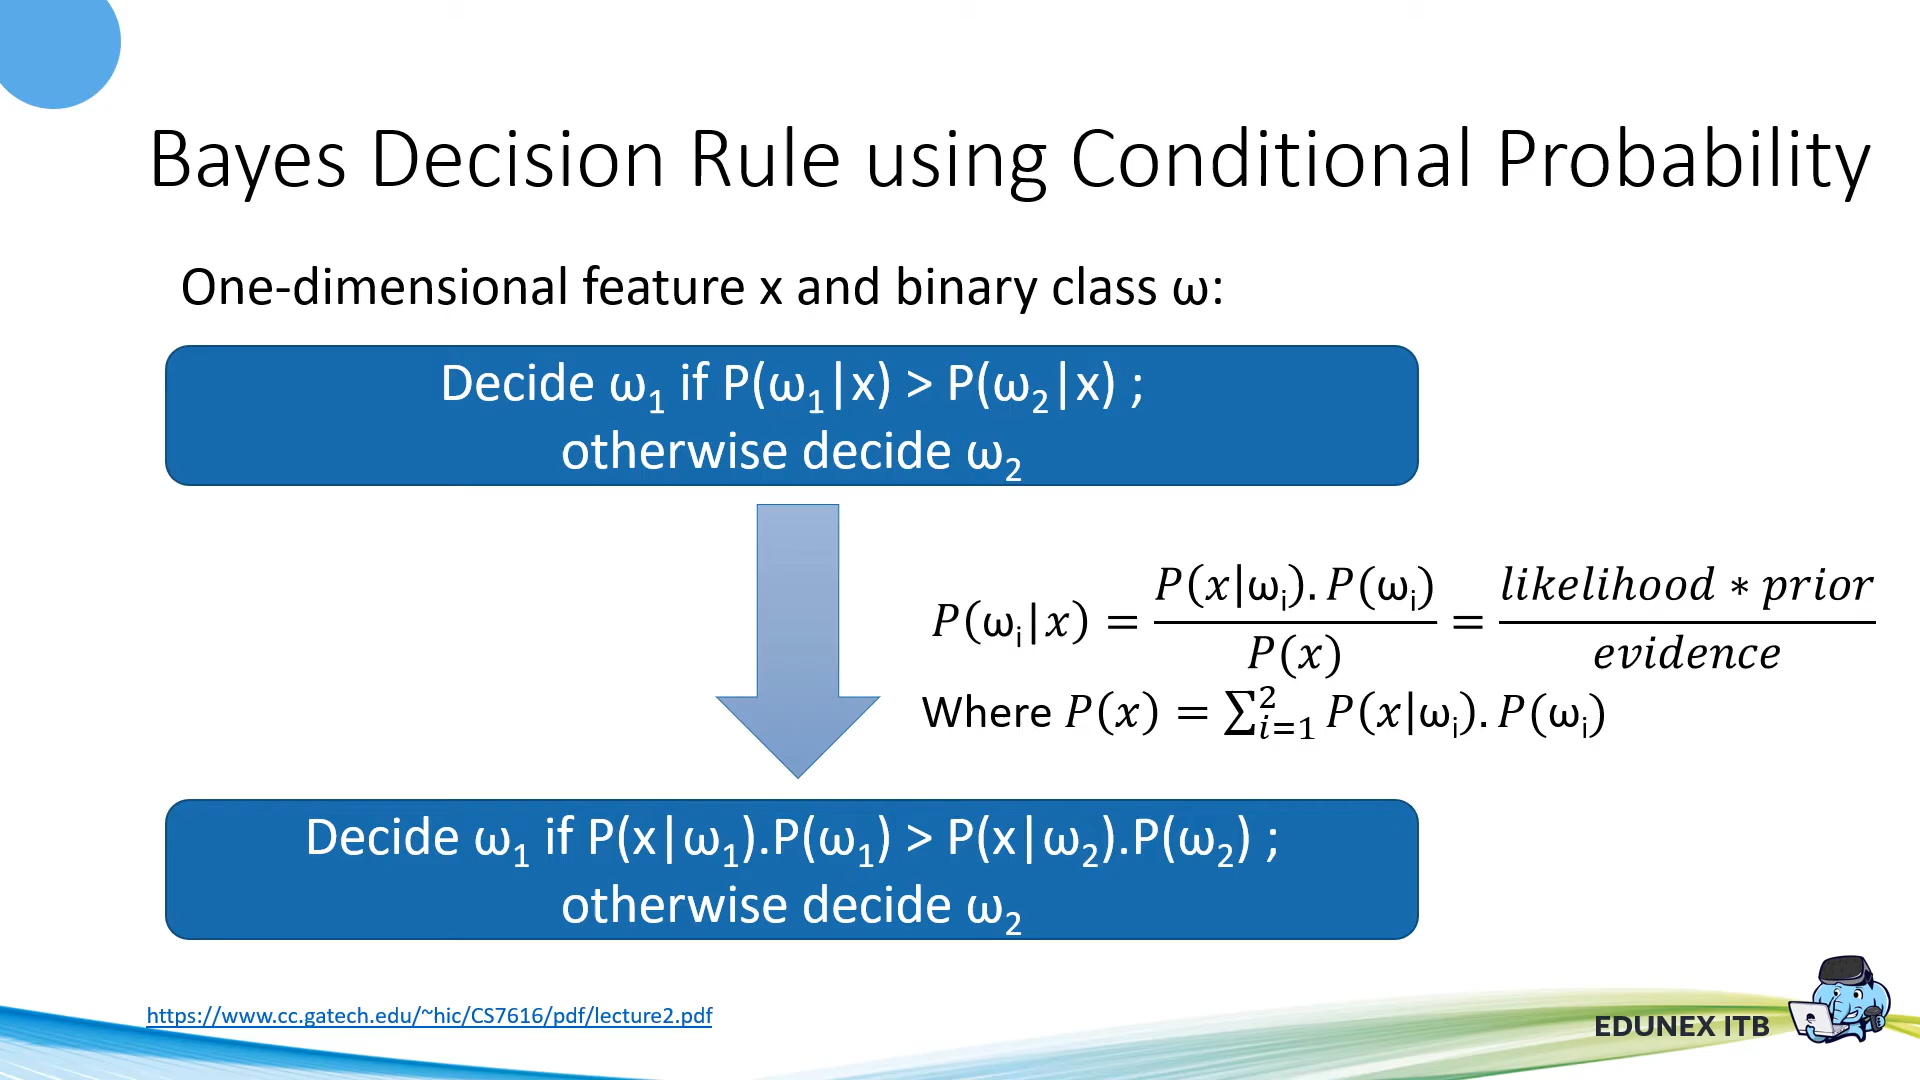 Bayes Decision Rule using Conditional Probability
One-dimensional feature x and binary class ω:
Decide ω₁ if P(ω₁|x) > P(ω₂|x) ;
otherwise decide ω₂
P(ωᵢ|x) = P(x|ωᵢ).P(ωᵢ) / P(x) = likelihood ∗ prior / evidence
Where P(x) = ∑²ᵢ₌₁ P(x|ωᵢ).P(ωᵢ)
Decide ω₁ if P(x|ω₁).P(ω₁) > P(x|ω₂).P(ω₂) ;
otherwise decide ω₂
https://www.cc.gatech.edu/~hic/CS7616/pdf/lecture2.pdf
EDUNEX ITB